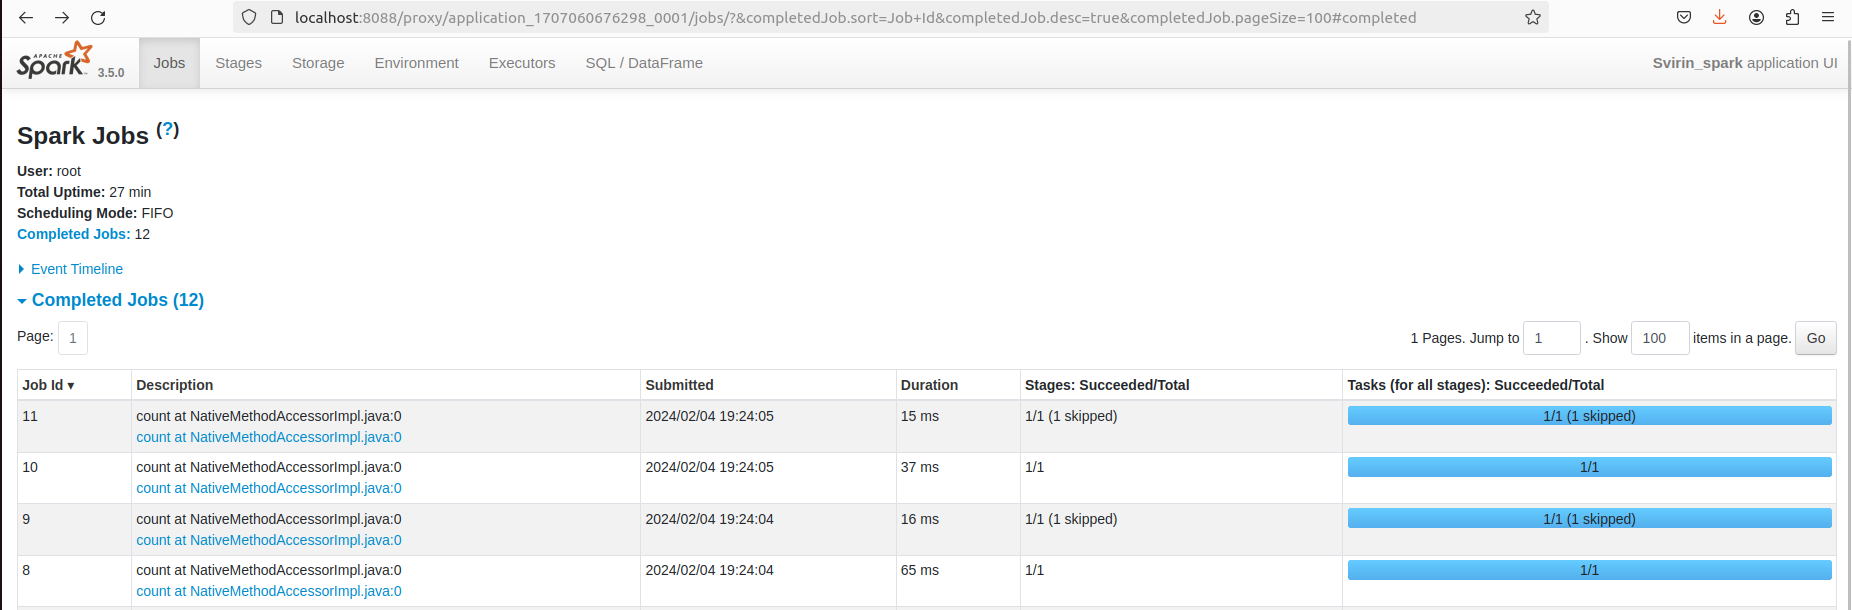 localhost:8088/proxy/application_1707060676298_0001/jobs/?&completedJob.sort=Job+Id&completedJob.desc=true&completedJob.pageSize=100#completed
APACHE Spark 3.5.0 Jobs Stages Storage Environment Executors SQL / DataFrame Svirin_spark application UI
Spark Jobs (?)
User: root
Total Uptime: 27 min
Scheduling Mode: FIFO
Completed Jobs: 12
Event Timeline
Completed Jobs (12)
Page: 1 1 Pages. Jump to 1 . Show 100 items in a page. Go
Job Id ▾ Description Submitted Duration Stages: Succeeded/Total Tasks (for all stages): Succeeded/Total
11 count at NativeMethodAccessorImpl.java:0 2024/02/04 19:24:05 15 ms 1/1 (1 skipped) 1/1 (1 skipped)
count at NativeMethodAccessorImpl.java:0
10 count at NativeMethodAccessorImpl.java:0 2024/02/04 19:24:05 37 ms 1/1 1/1
count at NativeMethodAccessorImpl.java:0
9 count at NativeMethodAccessorImpl.java:0 2024/02/04 19:24:04 16 ms 1/1 (1 skipped) 1/1 (1 skipped)
count at NativeMethodAccessorImpl.java:0
8 count at NativeMethodAccessorImpl.java:0 2024/02/04 19:24:04 65 ms 1/1 1/1
count at NativeMethodAccessorImpl.java:0